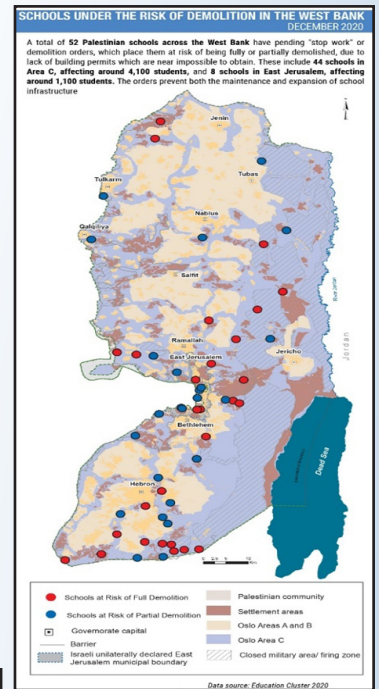 SCHOOLS UNDER THE RISK OF DEMOLITION IN THE WEST BANK
DECEMBER 2020
A total of 52 Palestinian schools across the West Bank have pending "stop work" or
demolition orders, which place them at risk of being fully or partially demolished, due to
lack of building permits which are near impossible to obtain. These include 44 schools in
Area C, affecting around 4,100 students, and 8 schools in East Jerusalem, affecting
around 1,100 students. The orders prevent both the maintenance and expansion of school
infrastructure
Jenin
Tubas
Tulkarm
Nablus
Qalqiliya
Salfit
Jordan
Ramallah
Jericho
East Jerusalem
Bethlehem
Dead Sea
Hebron
Schools at Risk of Full Demolition
Schools at Risk of Partial Demolition
Governorate capital
Barrier
Israeli unilaterally declared East
Jerusalem municipal boundary
Palestinian community
Settlement areas
Oslo Areas A and B
Oslo Area C
Closed military area/ firing zone
Data source: Education Cluster 2020